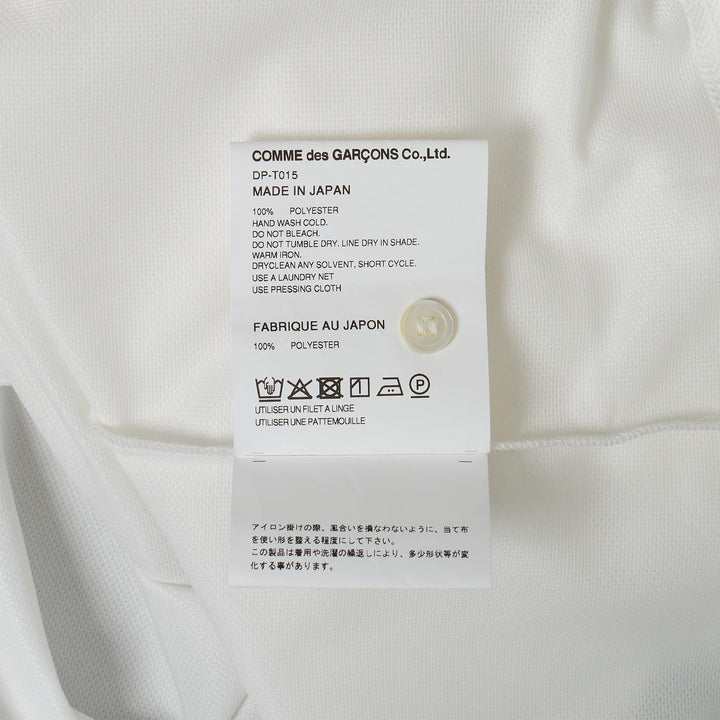 COMME des GARÇONS Co.,Ltd.
DP-T015
MADE IN JAPAN
100% POLYESTER
HAND WASH COLD.
DO NOT BLEACH.
DO NOT TUMBLE DRY. LINE DRY IN SHADE.
WARM IRON.
DRYCLEAN ANY SOLVENT, SHORT CYCLE.
USE A LAUNDRY NET
USE PRESSING CLOTH
FABRIQUE AU JAPON
100% POLYESTER
P
UTILISER UN FILET A LINGE
UTILISER UNE PATTEMOUILLE
アイロン掛けの際、風合いを損なわないように、当て布
を使い形を整える程度にして下さい。
この製品は着用や洗濯の繰返しにより、多少形状等が変
化する事があります。